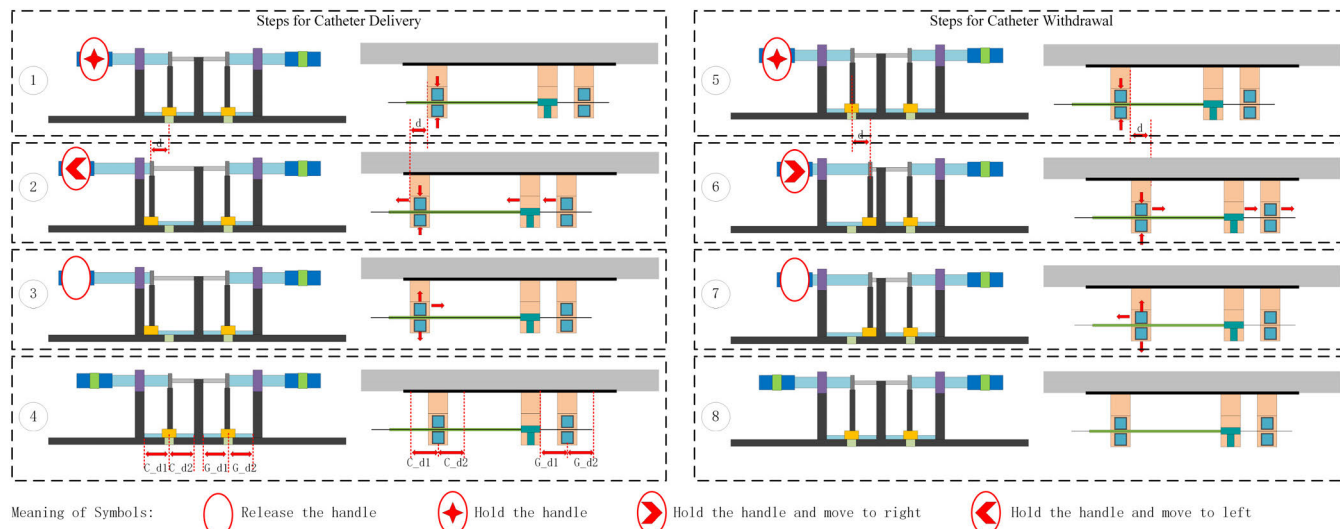 Steps for Catheter Delivery
Steps for Catheter Withdrawal
1
5
d
d
d
d
2
6
3
7
4
8
C_d1 C_d2 G_d1 G_d2
C_d1 C_d2 G_d1 G_d2
Meaning of Symbols: Release the handle Hold the handle Hold the handle and move to right Hold the handle and move to left